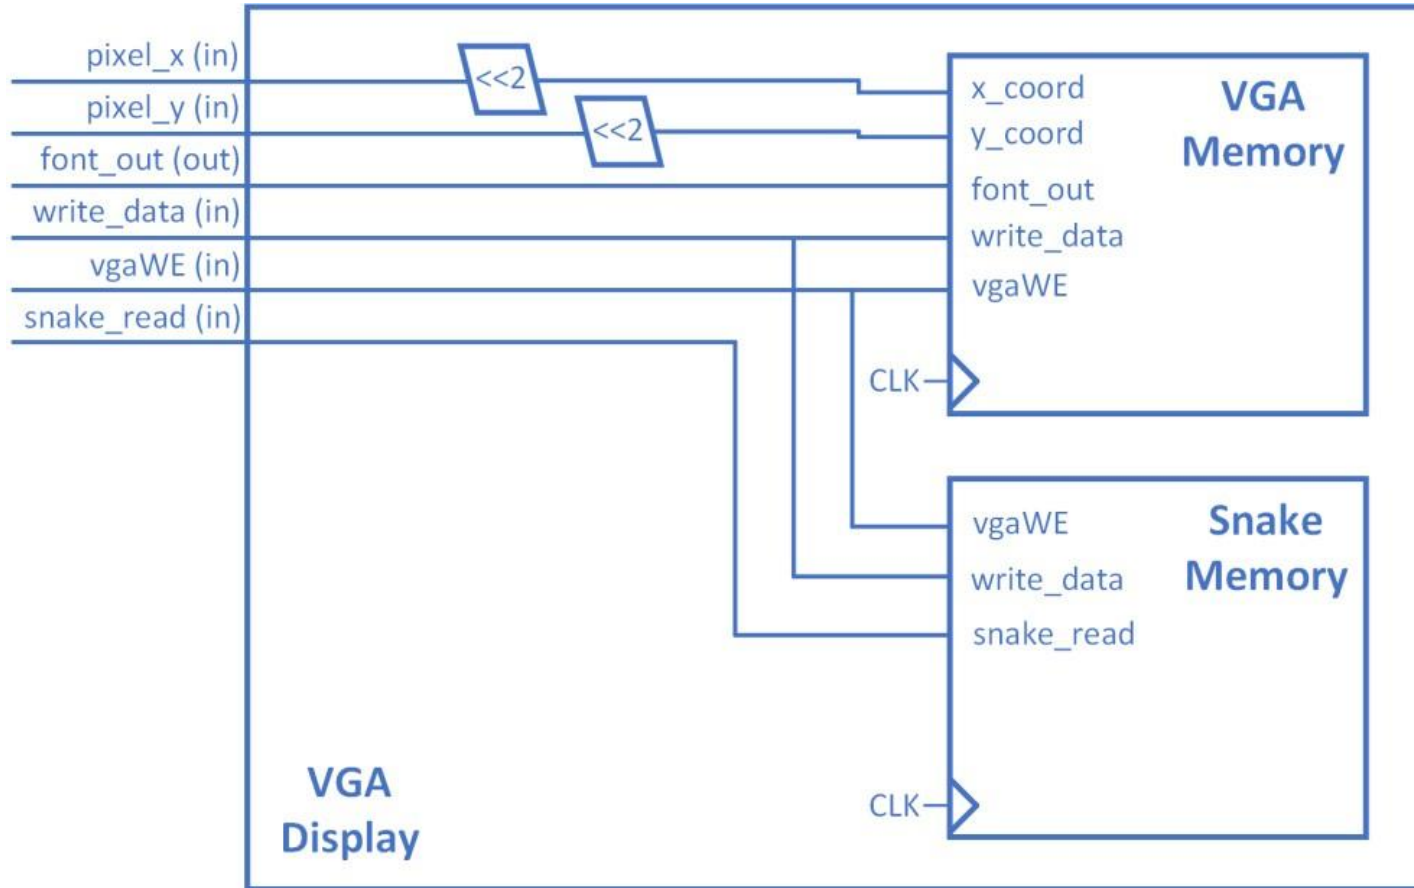 pixel_x (in)
pixel_y (in)
font_out (out)
write_data (in)
vgaWE (in)
snake_read (in)
<<2
<<2
x_coord
y_coord
font_out
write_data
vgaWE
CLK
VGA
Memory
vgaWE
write_data
snake_read
CLK
Snake
Memory
VGA
Display